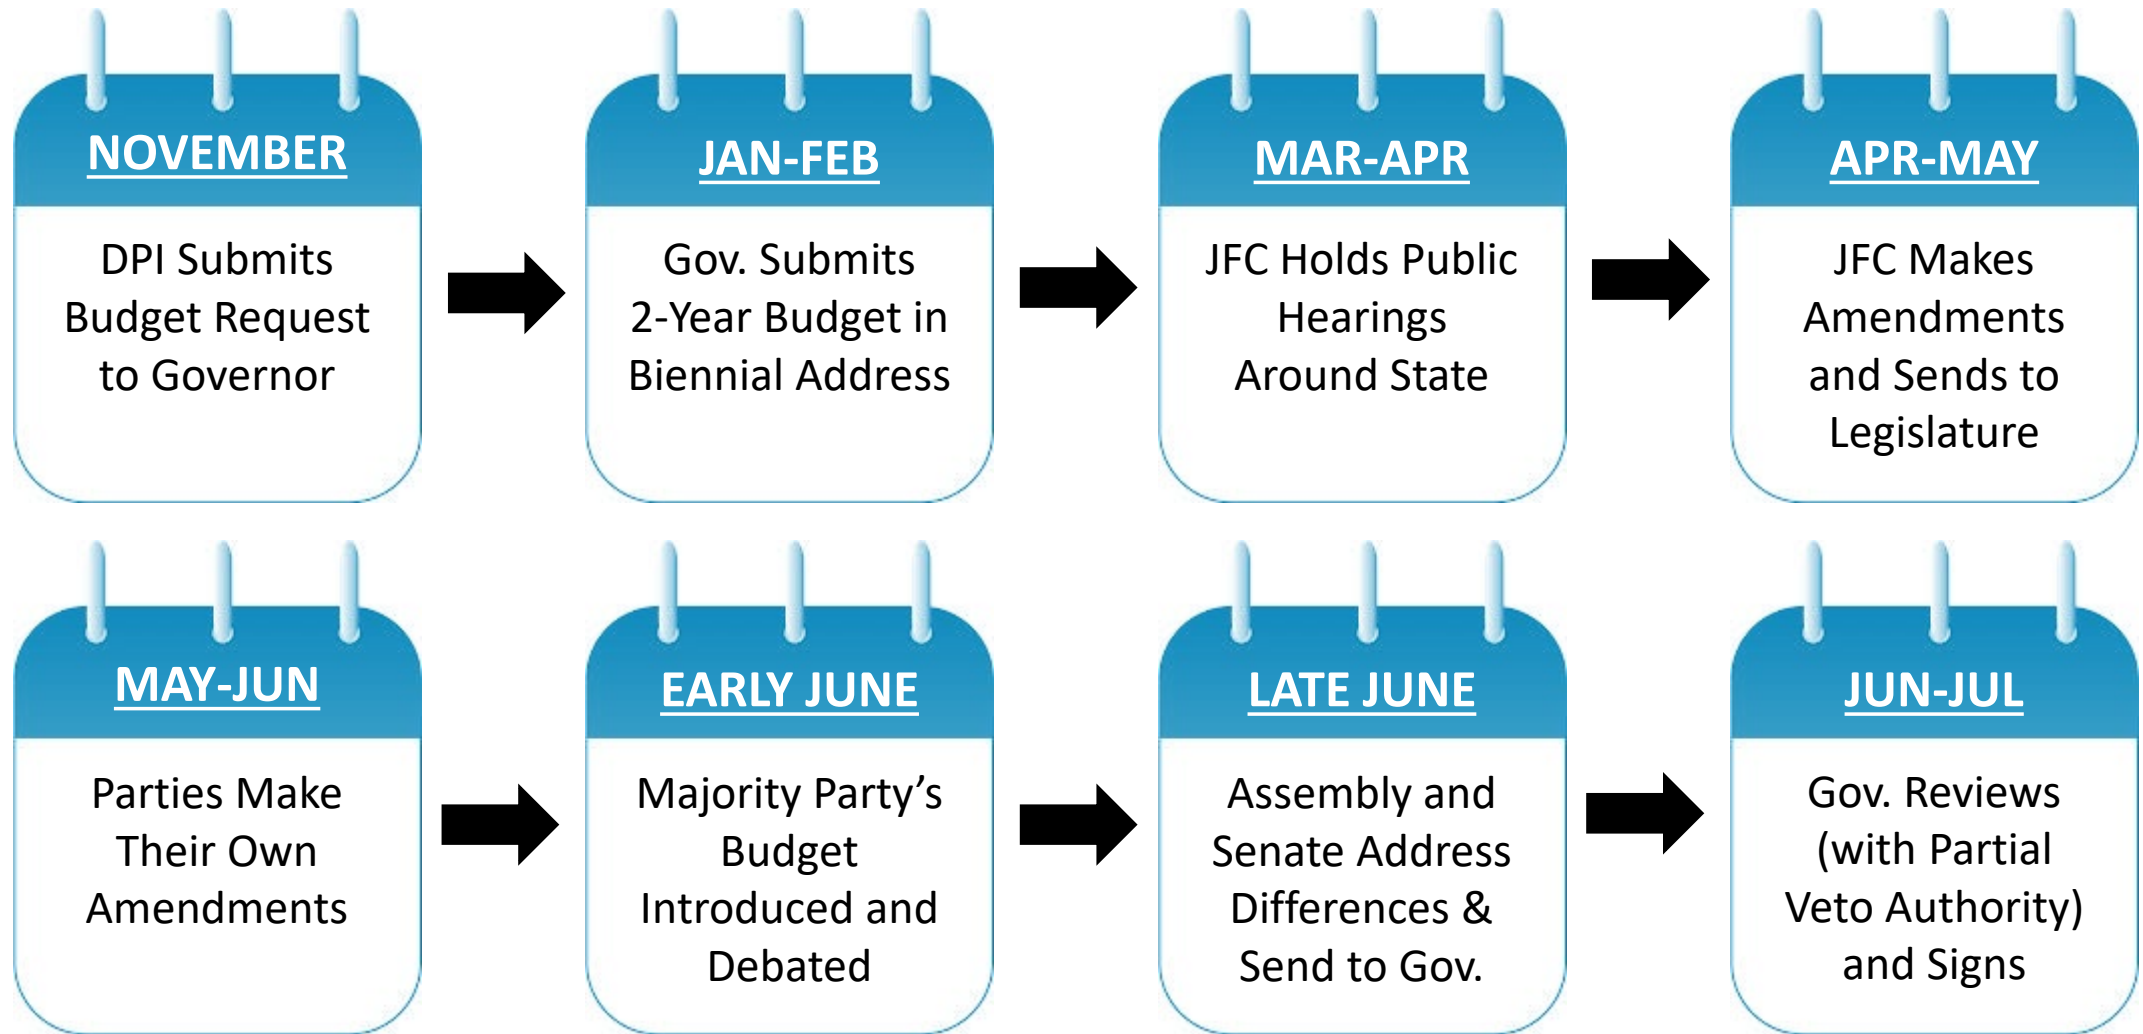 NOVEMBER
DPI Submits
Budget Request
to Governor
JAN-FEB
Gov. Submits
2-Year Budget in
Biennial Address
MAR-APR
JFC Holds Public
Hearings
Around State
APR-MAY
JFC Makes
Amendments
and Sends to
Legislature
MAY-JUN
Parties Make
Their Own
Amendments
EARLY JUNE
Majority Party’s
Budget
Introduced and
Debated
LATE JUNE
Assembly and
Senate Address
Differences &
Send to Gov.
JUN-JUL
Gov. Reviews
(with Partial
Veto Authority)
and Signs